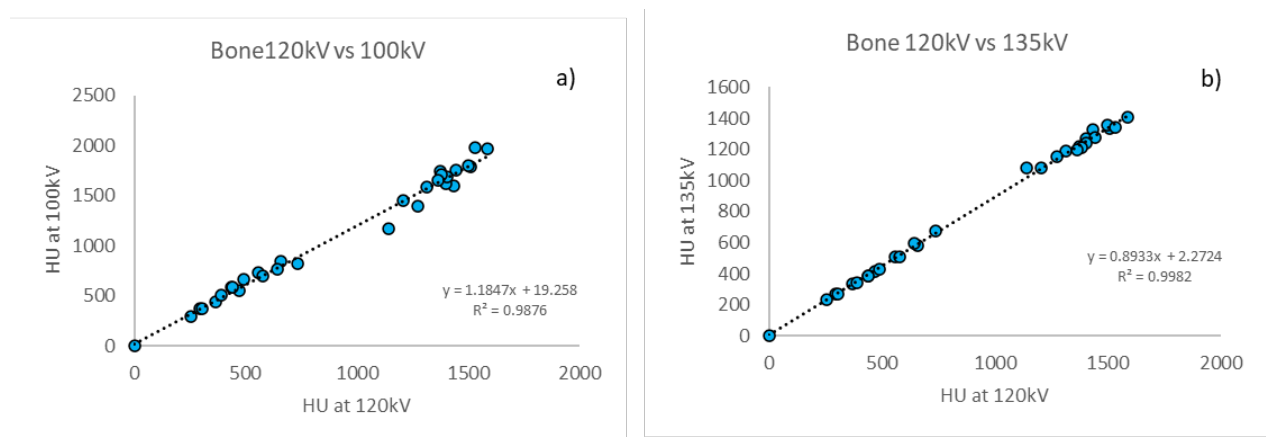 Bone120kV vs 100kV
a)
2500
2000
1500
1000
500
0
HU at 100kV
y = 1.1847x + 19.258
R² = 0.9876
0 500 1000 1500 2000
HU at 120kV
Bone 120kV vs 135kV
b)
1600
1400
1200
1000
800
600
400
200
0
HU at 135kV
y = 0.8933x + 2.2724
R² = 0.9982
0 500 1000 1500 2000
HU at 120kV